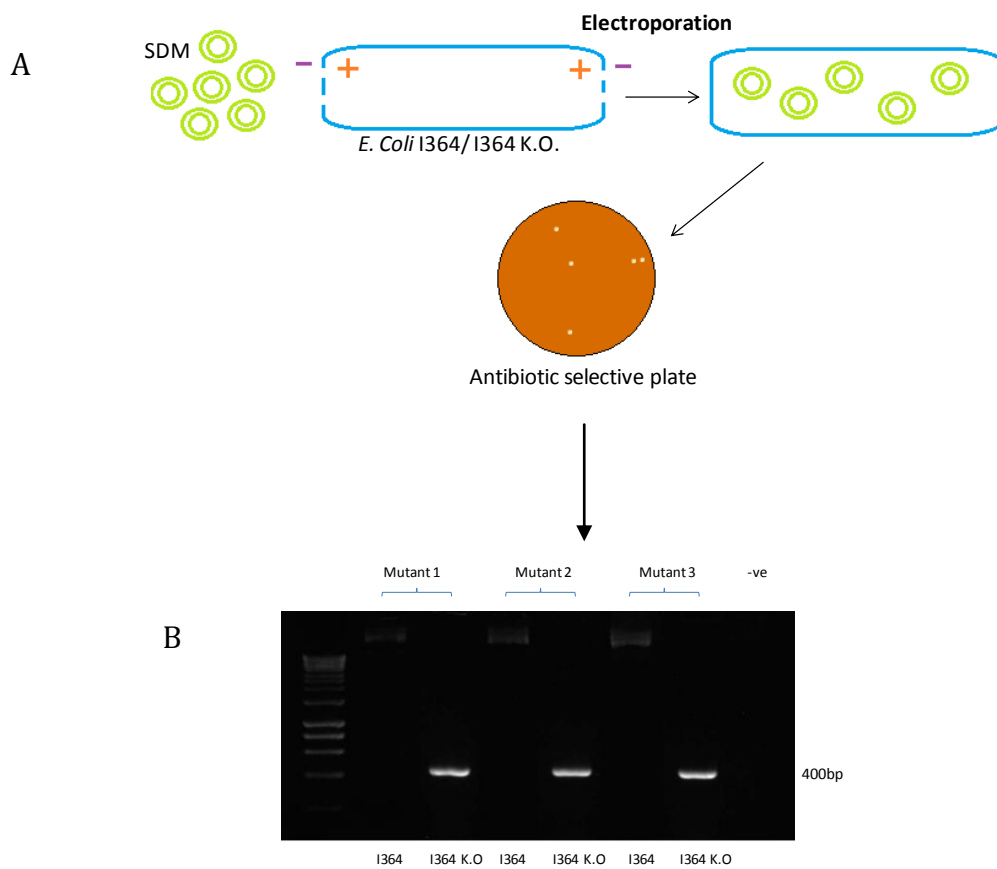 A
SDM
Electroporation
- + + -
E. Coli I364/ I364 K.O.
Antibiotic selective plate
Mutant 1 Mutant 2 Mutant 3 -ve
B
400bp
I364 I364 K.O I364 I364 K.O I364 I364 K.O